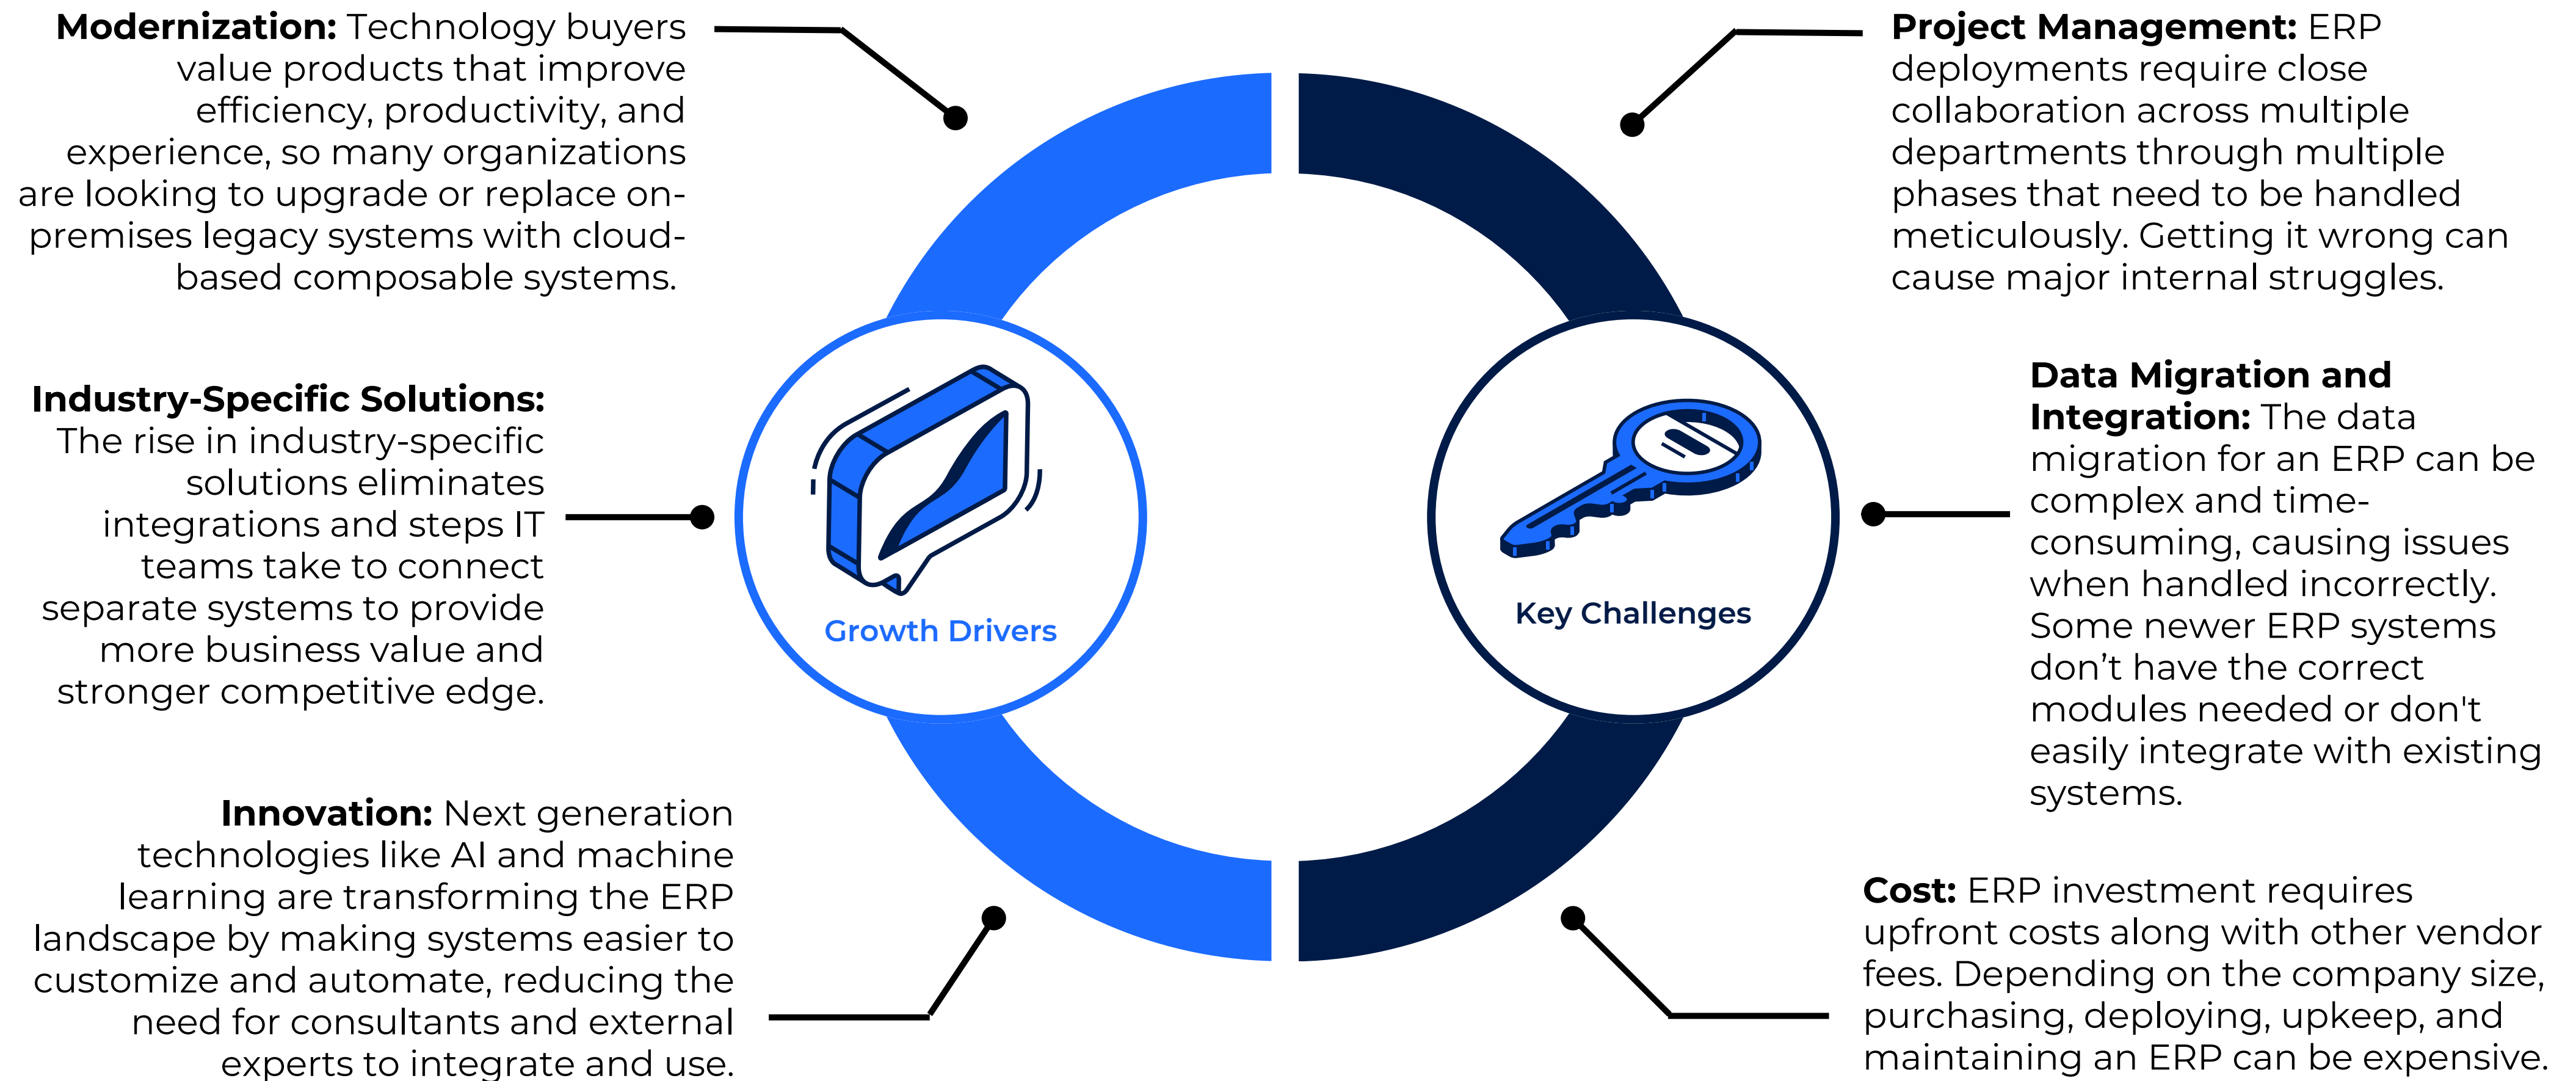 Modernization: Technology buyers
value products that improve
efficiency, productivity, and
experience, so many organizations
are looking to upgrade or replace on-
premises legacy systems with cloud-
based composable systems.
Industry-Specific Solutions:
The rise in industry-specific
solutions eliminates
integrations and steps IT
teams take to connect
separate systems to provide
more business value and
stronger competitive edge.
Innovation: Next generation
technologies like AI and machine
learning are transforming the ERP
landscape by making systems easier to
customize and automate, reducing the
need for consultants and external
experts to integrate and use.
Growth Drivers
Key Challenges
Project Management: ERP
deployments require close
collaboration across multiple
departments through multiple
phases that need to be handled
meticulously. Getting it wrong can
cause major internal struggles.
Data Migration and
Integration: The data
migration for an ERP can be
complex and time-
consuming, causing issues
when handled incorrectly.
Some newer ERP systems
don’t have the correct
modules needed or don't
easily integrate with existing
systems.
Cost: ERP investment requires
upfront costs along with other vendor
fees. Depending on the company size,
purchasing, deploying, upkeep, and
maintaining an ERP can be expensive.